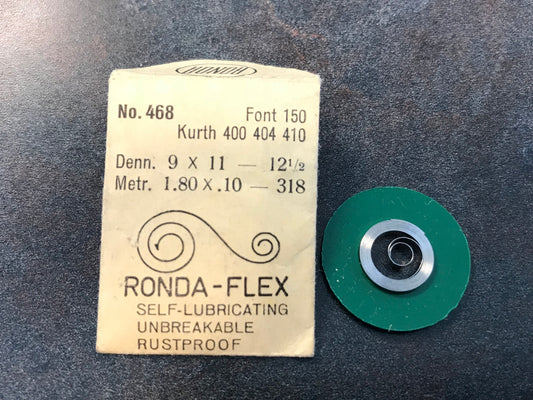 RONDA
No. 468 Font 150
Kurth 400 404 410
Denn. 9 X 11 — 12½
Metr. 1.80 X .10 — 318
RONDA-FLEX
SELF-LUBRICATING
UNBREAKABLE
RUSTPROOF